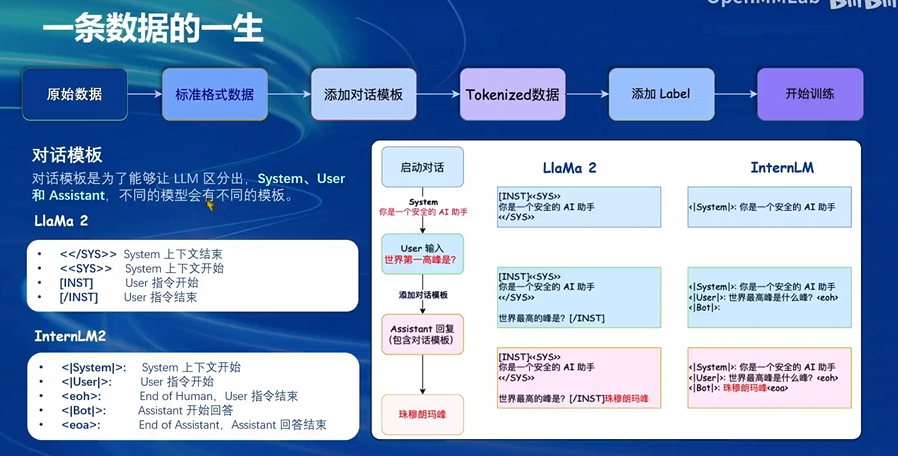 OpenMMLab
一条数据的一生
原始数据
标准格式数据
添加对话模板
Tokenized数据
添加 Label
开始训练
对话模板
对话模板是为了能够让 LLM 区分出，System、User
和 Assistant，不同的模型会有不同的模板。
LlaMa 2
• <</SYS>> System 上下文结束
• <<SYS>> System 上下文开始
• [INST] User 指令开始
• [/INST] User 指令结束
InternLM2
• <|System|>: System 上下文开始
• <|User|>: User 指令开始
• <eoh>: End of Human，User 指令结束
• <|Bot|>: Assistant 开始回答
• <eoa>: End of Assistant，Assistant 回答结束
启动对话
System
你是一个安全的 AI 助手
User 输入
世界第一高峰是？
添加对话模板
Assistant 回复
(包含对话模板)
珠穆朗玛峰
LlaMa 2
[INST]<<SYS>>
你是一个安全的 AI 助手
<</SYS>>
[INST]<<SYS>>
你是一个安全的 AI 助手
<</SYS>>
世界最高的峰是？[/INST]
[INST]<<SYS>>
你是一个安全的 AI 助手
<</SYS>>
世界最高的峰是？[/INST]珠穆朗玛峰
InternLM
<|System|>: 你是一个安全的 AI 助手
<|System|>: 你是一个安全的 AI 助手
<|User|>: 世界最高峰是什么峰？<eoh>
<|Bot|>:
<|System|>: 你是一个安全的 AI 助手
<|User|>: 世界最高峰是什么峰？<eoh>
<|Bot|>: 珠穆朗玛峰<eoa>